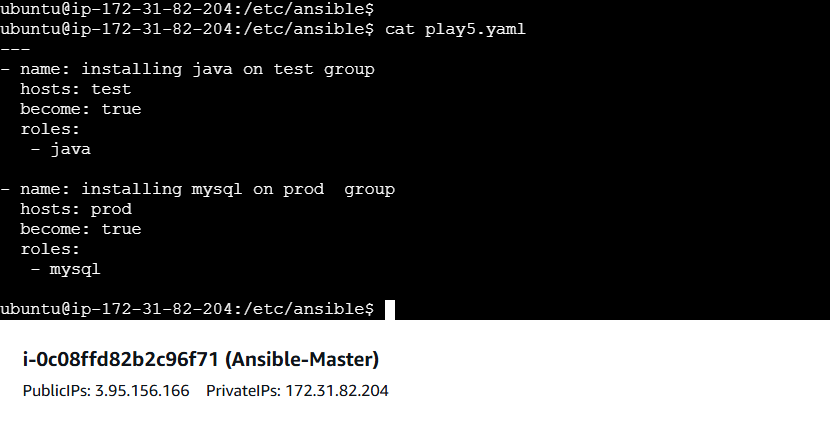 ubuntu@ip-172-31-82-204:/etc/ansible$
ubuntu@ip-172-31-82-204:/etc/ansible$ cat play5.yaml
---
- name: installing java on test group
  hosts: test
  become: true
  roles:
   - java

- name: installing mysql on prod  group
  hosts: prod
  become: true
  roles:
   - mysql

ubuntu@ip-172-31-82-204:/etc/ansible$
i-0c08ffd82b2c96f71 (Ansible-Master)
PublicIPs: 3.95.156.166    PrivateIPs: 172.31.82.204